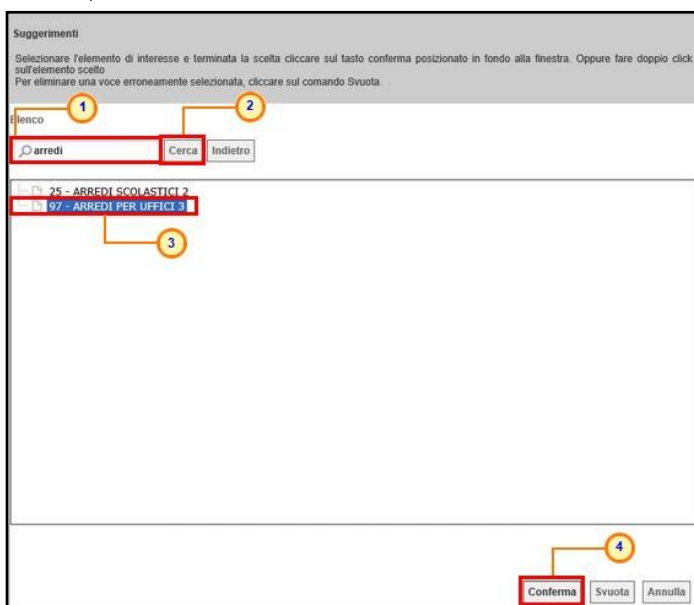 Suggerimenti
Selezionare l'elemento di interesse e terminata la scelta cliccare sul tasto conferma posizionato in fondo alla finestra. Oppure fare doppio click
sull'elemento scelto
Per eliminare una voce erroneamente selezionata, cliccare sul comando Svuota.
1
2
Elenco
arredi Cerca Indietro
25 - ARREDI SCOLASTICI 2
97 - ARREDI PER UFFICI 3
3
4
Conferma Svuota Annulla